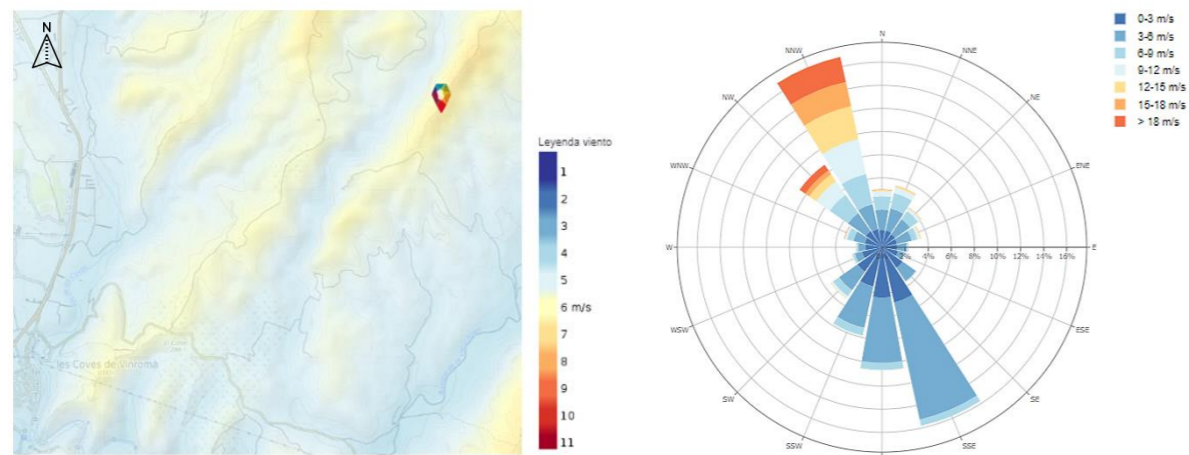 N
les Coves de Vinromà
Leyenda viento
1
2
3
4
5
6 m/s
7
8
9
10
11
N
NNE
NE
ENE
E
ESE
SE
SSE
SSW
SW
WSW
W
WNW
NW
NNW
2% 4% 6% 8% 10% 12% 14% 16%
0-3 m/s
3-6 m/s
6-9 m/s
9-12 m/s
12-15 m/s
15-18 m/s
> 18 m/s